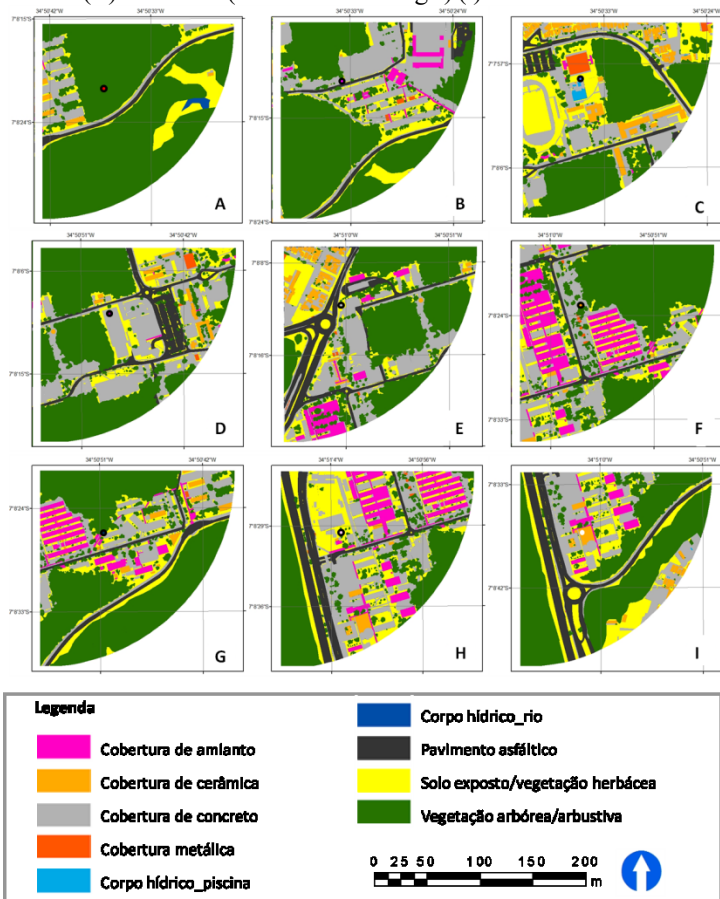 34°50'42"O 34°50'33"O 34°50'33"O 34°50'24"O 34°50'33"O 34°50'24"O
7°8'15"S
7°7'57"S
7°8'15"S
7°8'24"S
7°8'6"S
7°8'24"S
A B C
34°50'51"O 34°50'42"O 34°51'0"O 34°50'51"O 34°51'0"O 34°50'51"O
7°8'6"S 7°8'8"S
7°8'24"S
7°8'15"S 7°8'16"S
7°8'33"S
D E F
34°50'51"O 34°50'42"O 34°51'4"O 34°50'56"O 34°51'0"O 34°50'51"O
7°8'24"S 7°8'29"S 7°8'33"S
7°8'33"S 7°8'36"S 7°8'42"S
G H I
Legenda
Cobertura de amianto
Cobertura de cerâmica
Cobertura de concreto
Cobertura metálica
Corpo hídrico_piscina
Corpo hídrico_rio
Pavimento asfáltico
Solo exposto/vegetação herbácea
Vegetação arbórea/arbustiva
0 25 50 100 150 200
m